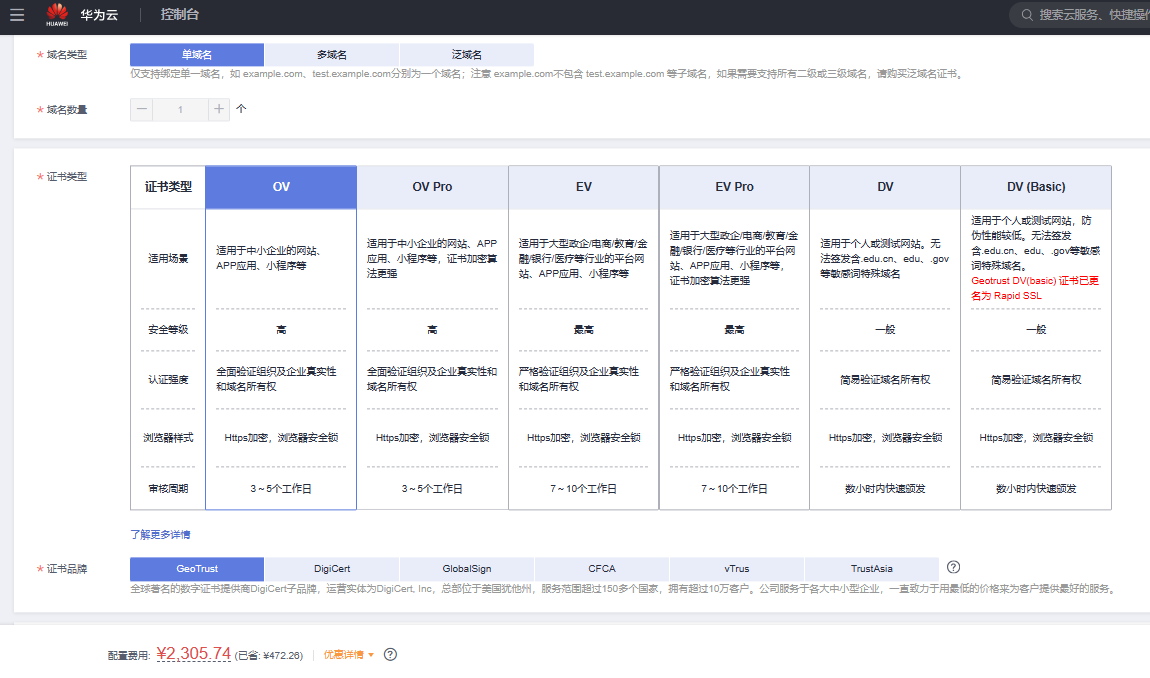 HUAWEI 华为云 控制台 搜索云服务、快捷操作
* 域名类型 单域名 多域名 泛域名
仅支持绑定单一域名，如 example.com、test.example.com分别为一个域名；注意 example.com不包含 test.example.com 等子域名，如果需要支持所有二级或三级域名，请购买泛域名证书。
* 域名数量 — 1 + 个
* 证书类型
证书类型 OV OV Pro EV EV Pro DV DV (Basic)
适用场景
适用于中小企业的网站、
APP应用、小程序等
适用于中小企业的网站、APP
应用、小程序等，证书加密算
法更强
适用于大型政企/电商/教育/金
融/银行/医疗等行业的平台网
站、APP应用、小程序等
适用于大型政企/电商/教育/金
融/银行/医疗等行业的平台网
站、APP应用、小程序等，
证书加密算法更强
适用于个人或测试网站。无
法签发含.edu.cn、edu、.gov
等敏感词特殊域名
适用于个人或测试网站，防
伪性能较低。无法签发
含.edu.cn、edu、.gov等敏感
词特殊域名。
Geotrust DV(basic) 证书已更
名为 Rapid SSL
安全等级 高 高 最高 最高 一般 一般
认证强度
全面验证组织及企业真实性
和域名所有权
全面验证组织及企业真实性和
域名所有权
严格验证组织及企业真实性
和域名所有权
严格验证组织及企业真实性
和域名所有权
简易验证域名所有权
简易验证域名所有权
浏览器样式 Https加密，浏览器安全锁 Https加密，浏览器安全锁 Https加密，浏览器安全锁 Https加密，浏览器安全锁 Https加密，浏览器安全锁 Https加密，浏览器安全锁
审核周期 3～5个工作日 3～5个工作日 7～10个工作日 7～10个工作日 数小时内快速颁发 数小时内快速颁发
了解更多详情
* 证书品牌 GeoTrust DigiCert GlobalSign CFCA vTrus TrustAsia ?
全球著名的数字证书提供商DigiCert子品牌，运营实体为DigiCert, Inc，总部位于美国犹他州，服务范围超过150多个国家，拥有超过10万客户。公司服务于各大中小型企业，一直致力于用最低的价格来为客户提供最好的服务。
配置费用: ¥2,305.74 (已省: ¥472.26) 优惠详情 ?